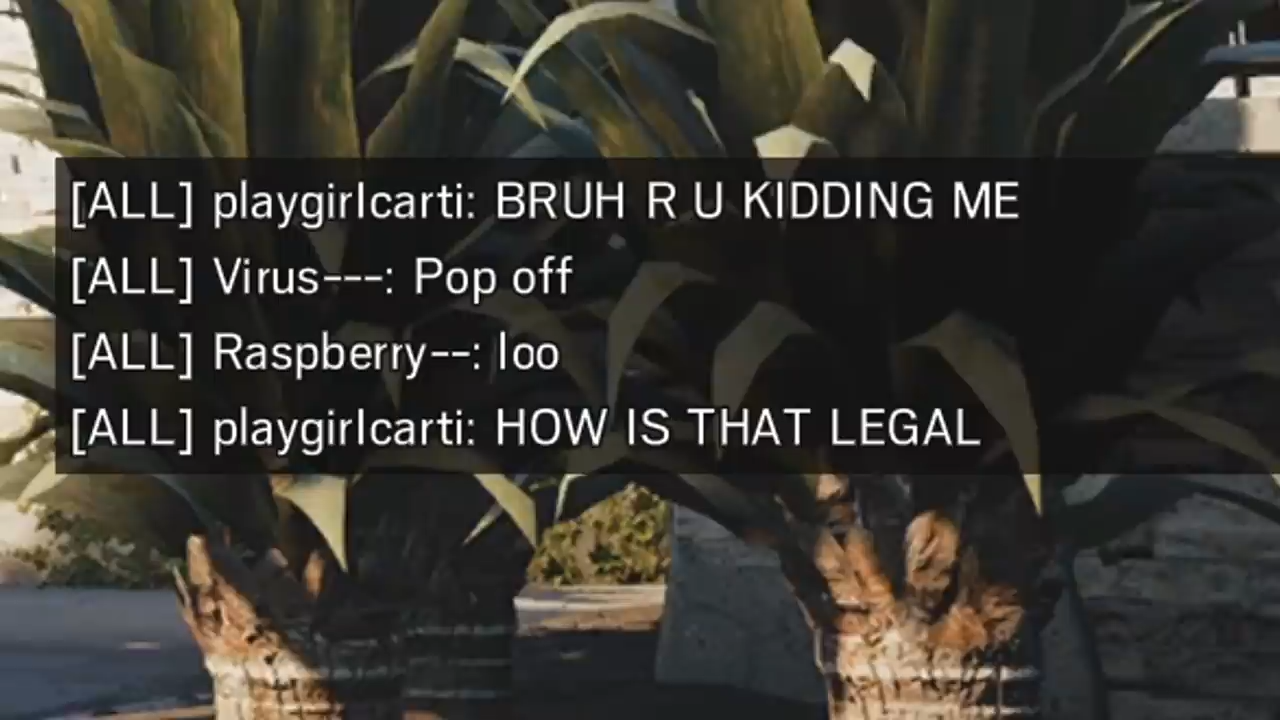 [ALL] playgirlcarti: BRUH R U KIDDING ME
[ALL] Virus---: Pop off
[ALL] Raspberry--: loo
[ALL] playgirlcarti: HOW IS THAT LEGAL